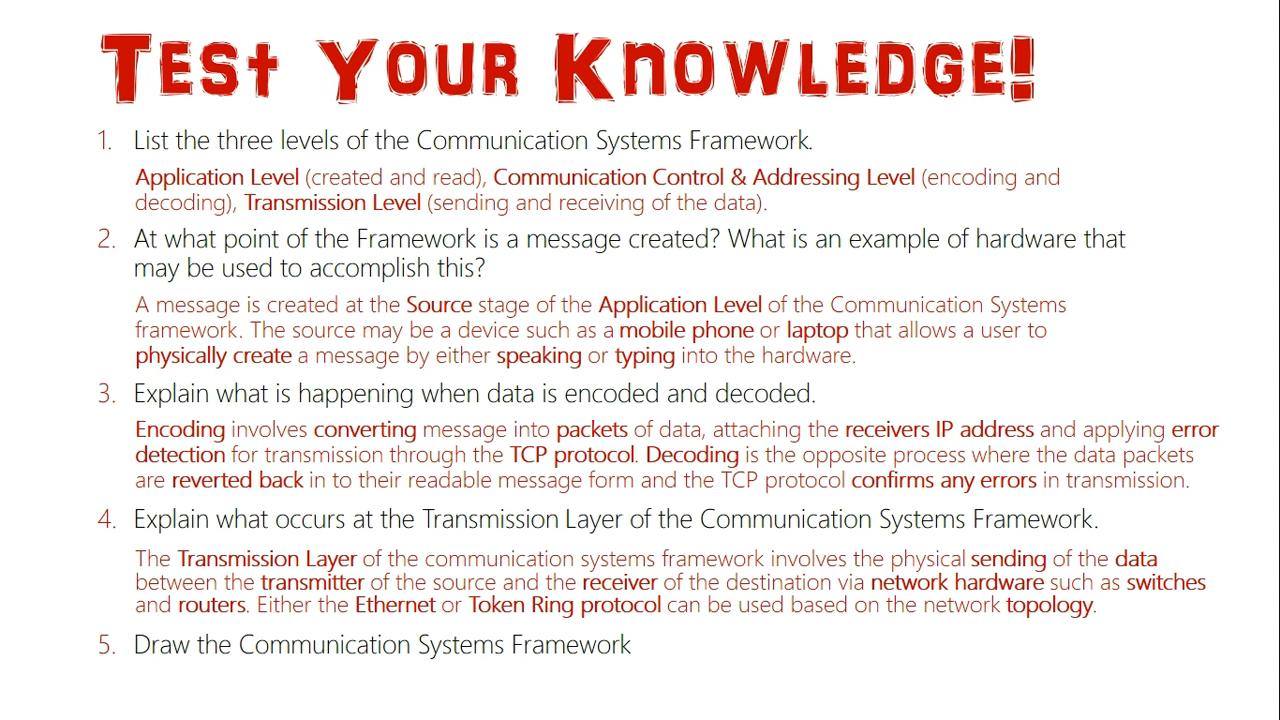 Test Your Knowledge!
1. List the three levels of the Communication Systems Framework.
Application Level (created and read), Communication Control & Addressing Level (encoding and
decoding), Transmission Level (sending and receiving of the data).
2. At what point of the Framework is a message created? What is an example of hardware that
may be used to accomplish this?
A message is created at the Source stage of the Application Level of the Communication Systems
framework. The source may be a device such as a mobile phone or laptop that allows a user to
physically create a message by either speaking or typing into the hardware.
3. Explain what is happening when data is encoded and decoded.
Encoding involves converting message into packets of data, attaching the receivers IP address and applying error
detection for transmission through the TCP protocol. Decoding is the opposite process where the data packets
are reverted back in to their readable message form and the TCP protocol confirms any errors in transmission.
4. Explain what occurs at the Transmission Layer of the Communication Systems Framework.
The Transmission Layer of the communication systems framework involves the physical sending of the data
between the transmitter of the source and the receiver of the destination via network hardware such as switches
and routers. Either the Ethernet or Token Ring protocol can be used based on the network topology.
5. Draw the Communication Systems Framework